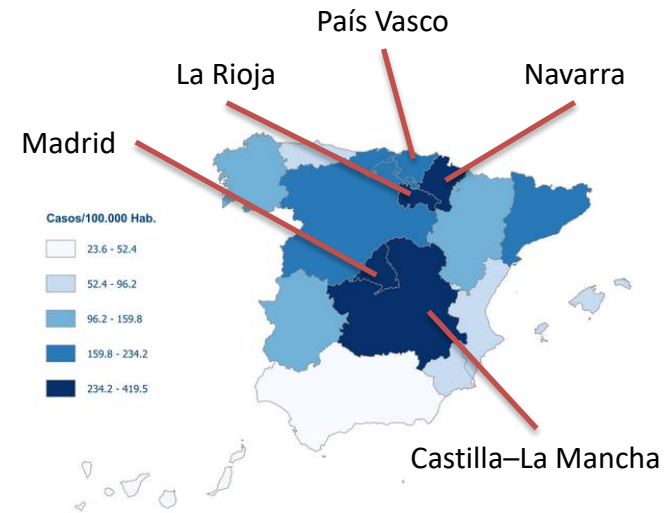 País Vasco
La Rioja
Navarra
Madrid
Casos/100.000 Hab.
23.6 - 52.4
52.4 - 96.2
96.2 - 159.8
159.8 - 234.2
234.2 - 419.5
Castilla–La Mancha